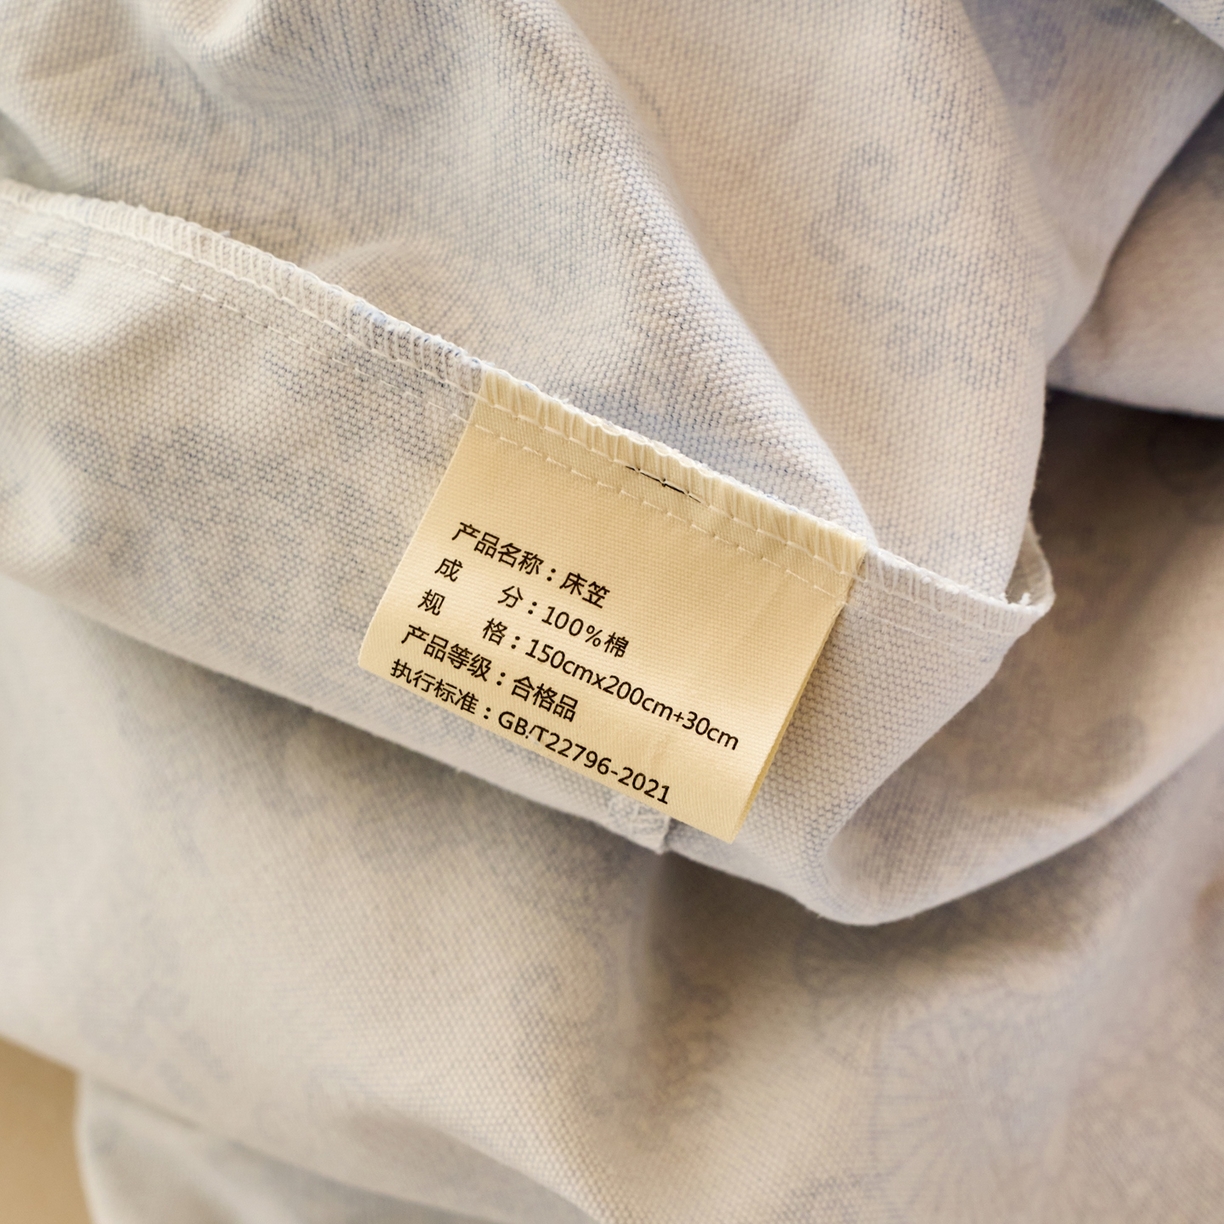 产品名称：床笠
成 分：100%棉
规 格：150cmx200cm+30cm
产品等级：合格品
执行标准：GB/T22796-2021